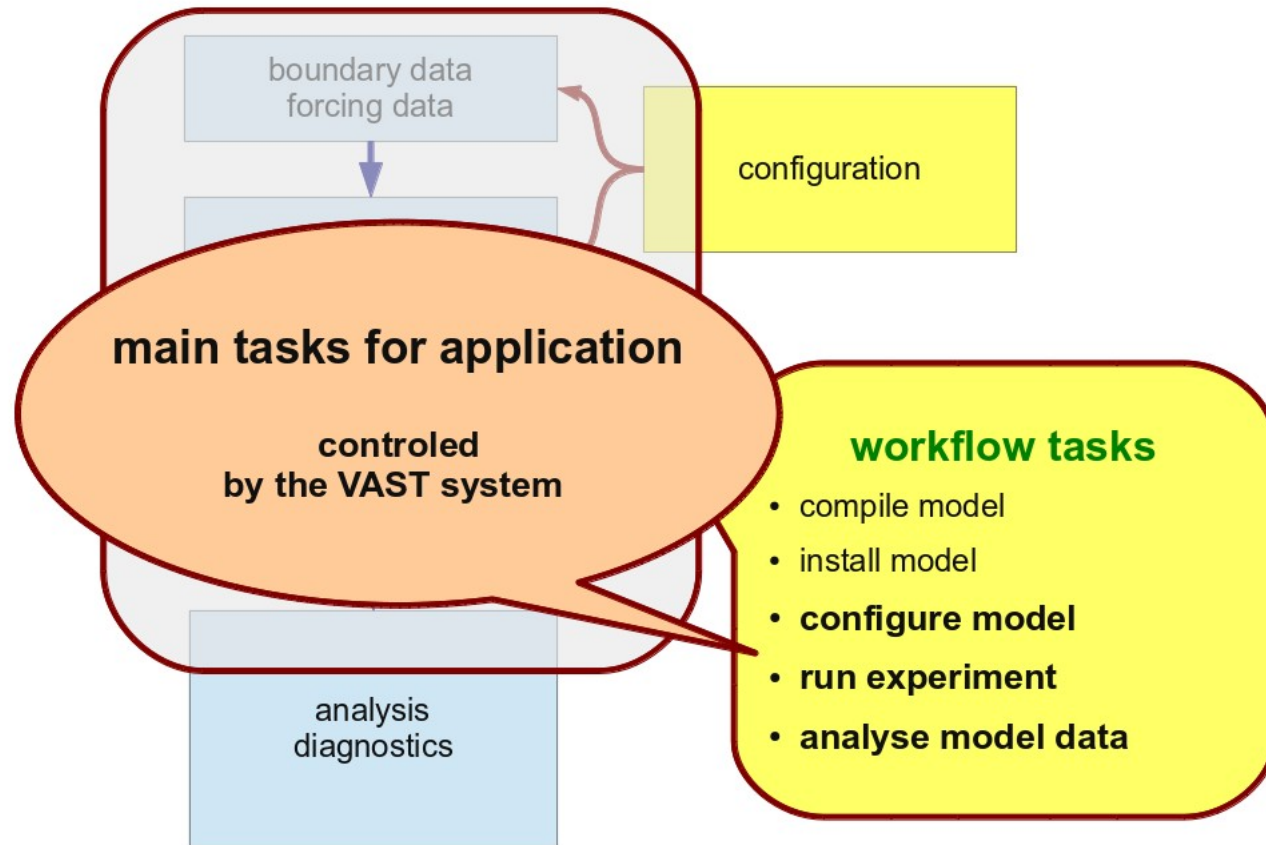 boundary data
forcing data
configuration
main tasks for application
controled
by the VAST system
workflow tasks
• compile model
• install model
• configure model
• run experiment
• analyse model data
analysis
diagnostics